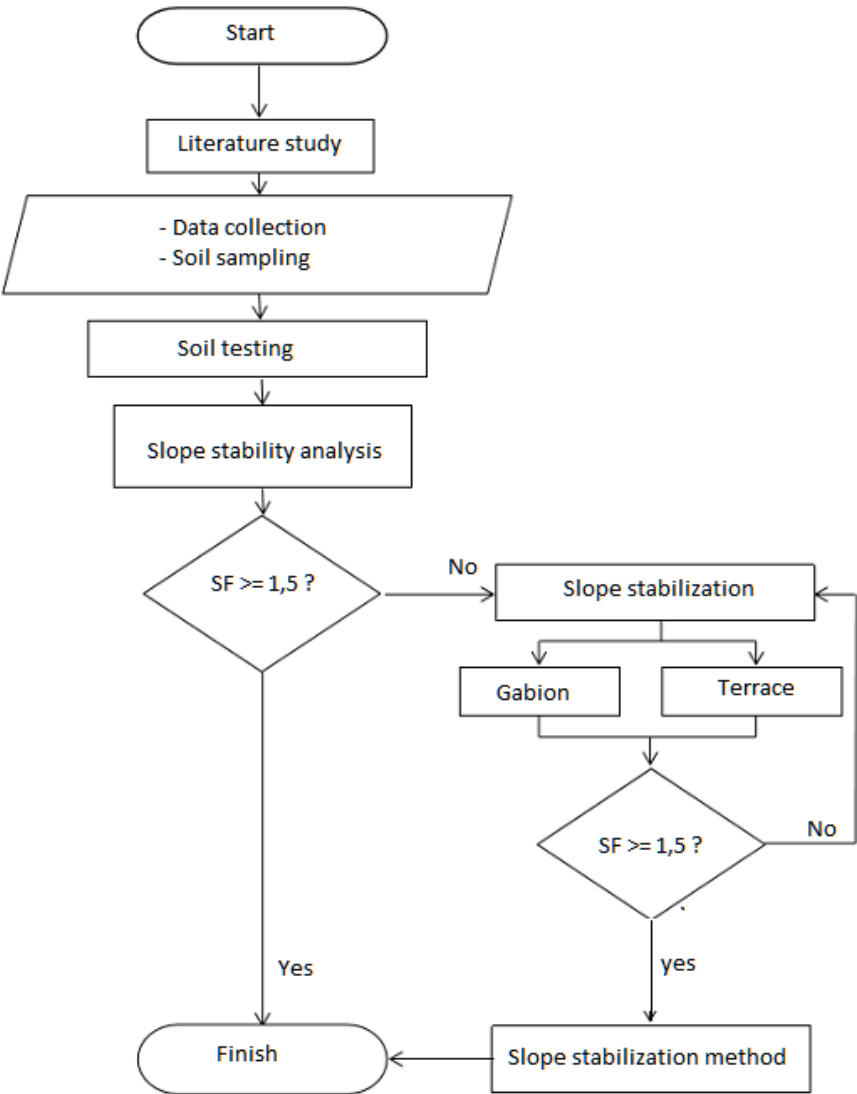 Start
Literature study
- Data collection
- Soil sampling
Soil testing
Slope stability analysis
SF >= 1,5 ?
No
Slope stabilization
Gabion
Terrace
SF >= 1,5 ?
No
Yes
yes
Finish
Slope stabilization method